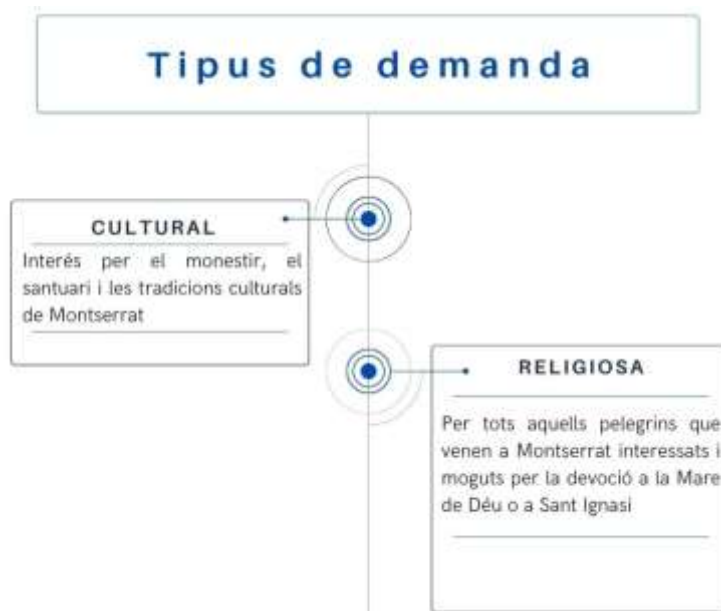 Tipus de demanda
CULTURAL
Interés per el monestir, el
santuari i les tradicions culturals
de Montserrat
RELIGIOSA
Per tots aquells pelegrins que
venen a Montserrat interessats i
moguts per la devoció a la Mare
de Déu o a Sant Ignasi